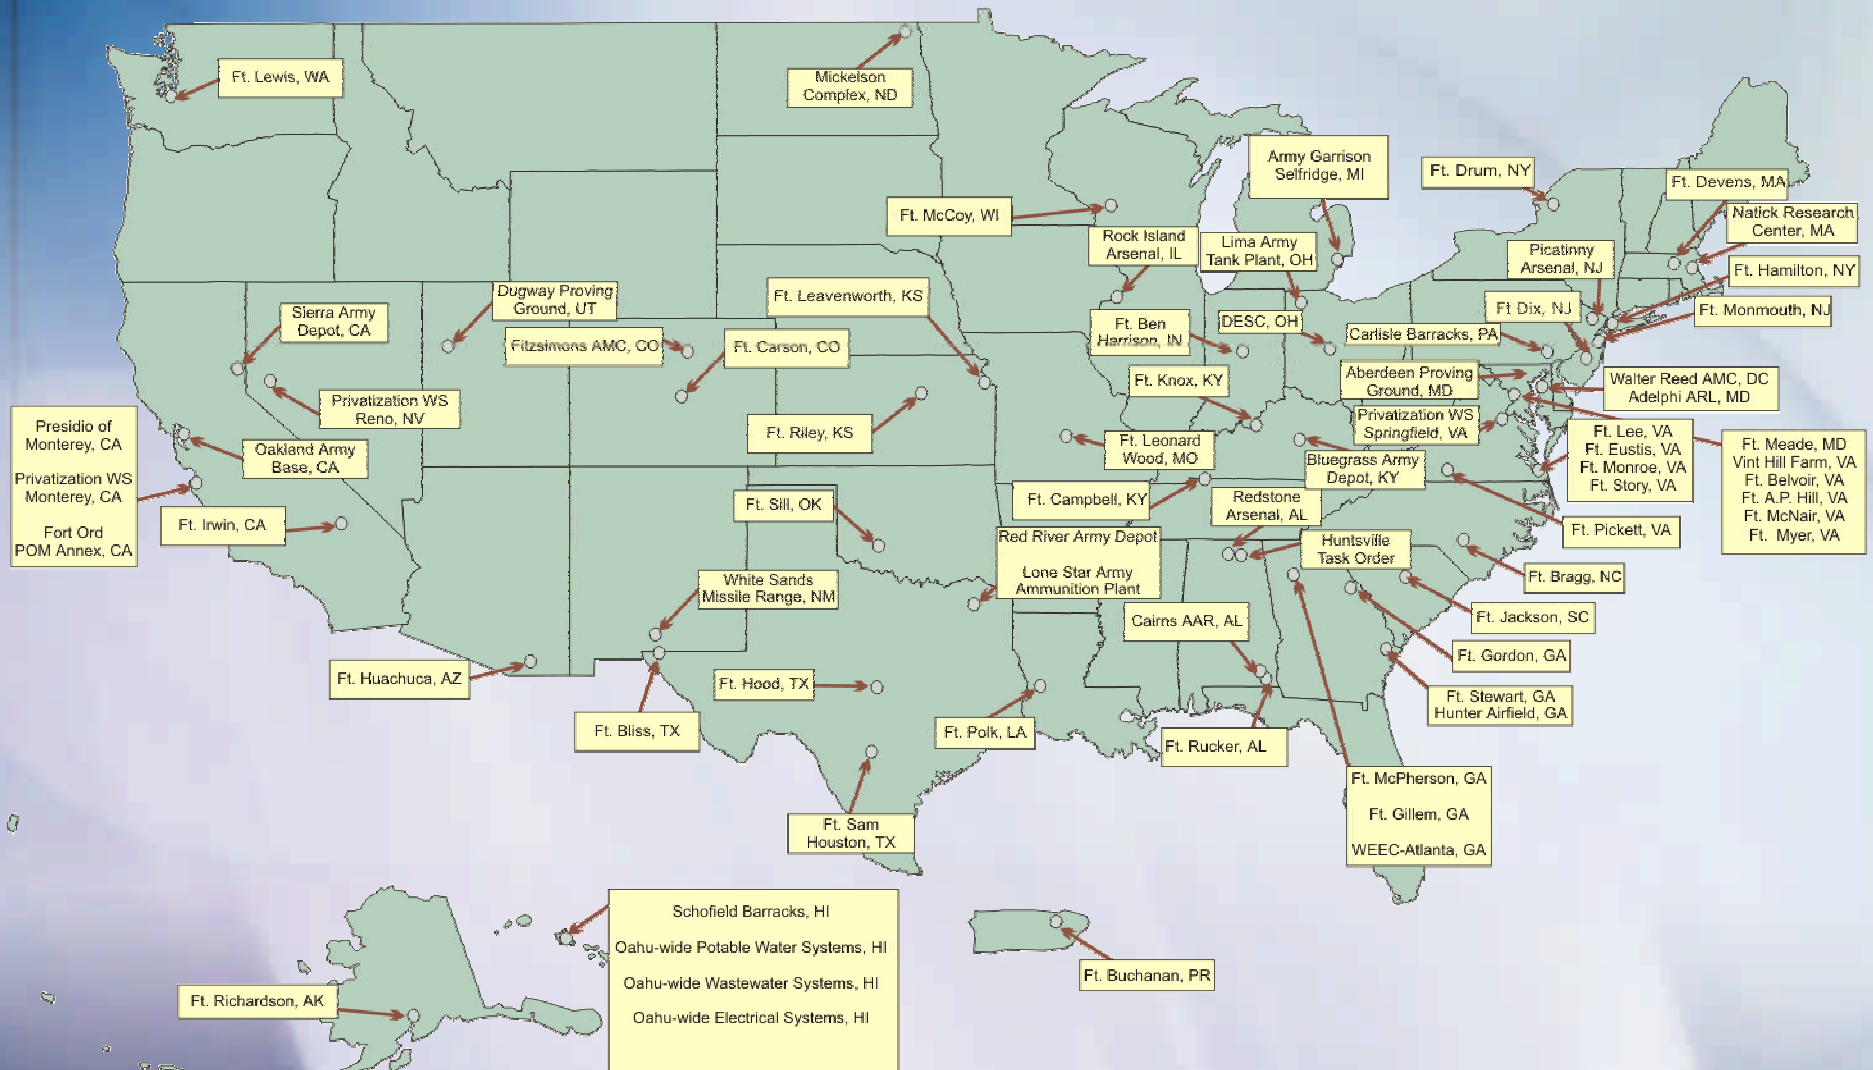 Ft. Lewis, WA
Mickelson
Complex, ND
Army Garrison
Selfridge, MI
Ft. Drum, NY
Ft. Devens, MA
Natick Research
Center, MA
Ft. McCoy, WI
Rock Island
Arsenal, IL
Lima Army
Tank Plant, OH
Picatinny
Arsenal, NJ
Ft. Hamilton, NY
Ft. Monmouth, NJ
Ft Dix, NJ
Sierra Army
Depot, CA
Dugway Proving
Ground, UT
Ft. Leavenworth, KS
Fitzsimons AMC, CO
Ft. Carson, CO
Ft. Ben
Harrison, IN
DESC, OH
Carlisle Barracks, PA
Ft. Knox, KY
Aberdeen Proving
Ground, MD
Walter Reed AMC, DC
Adelphi ARL, MD
Privatization WS
Reno, NV
Ft. Riley, KS
Privatization WS
Springfield, VA
Presidio of
Monterey, CA
Privatization WS
Monterey, CA
Fort Ord
POM Annex, CA
Oakland Army
Base, CA
Ft. Leonard
Wood, MO
Bluegrass Army
Depot, KY
Ft. Lee, VA
Ft. Eustis, VA
Ft. Monroe, VA
Ft. Story, VA
Ft. Meade, MD
Vint Hill Farm, VA
Ft. Belvoir, VA
Ft. A.P. Hill, VA
Ft. McNair, VA
Ft. Myer, VA
Ft. Irwin, CA
Ft. Sill, OK
Ft. Campbell, KY
Redstone
Arsenal, AL
Ft. Pickett, VA
Red River Army Depot
Lone Star Army
Ammunition Plant
Huntsville
Task Order
Ft. Bragg, NC
White Sands
Missile Range, NM
Cairns AAR, AL
Ft. Jackson, SC
Ft. Gordon, GA
Ft. Huachuca, AZ
Ft. Hood, TX
Ft. Stewart, GA
Hunter Airfield, GA
Ft. Bliss, TX
Ft. Polk, LA
Ft. Rucker, AL
Ft. McPherson, GA
Ft. Gillem, GA
WEEC-Atlanta, GA
Ft. Sam
Houston, TX
Schofield Barracks, HI
Oahu-wide Potable Water Systems, HI
Oahu-wide Wastewater Systems, HI
Oahu-wide Electrical Systems, HI
Ft. Buchanan, PR
Ft. Richardson, AK